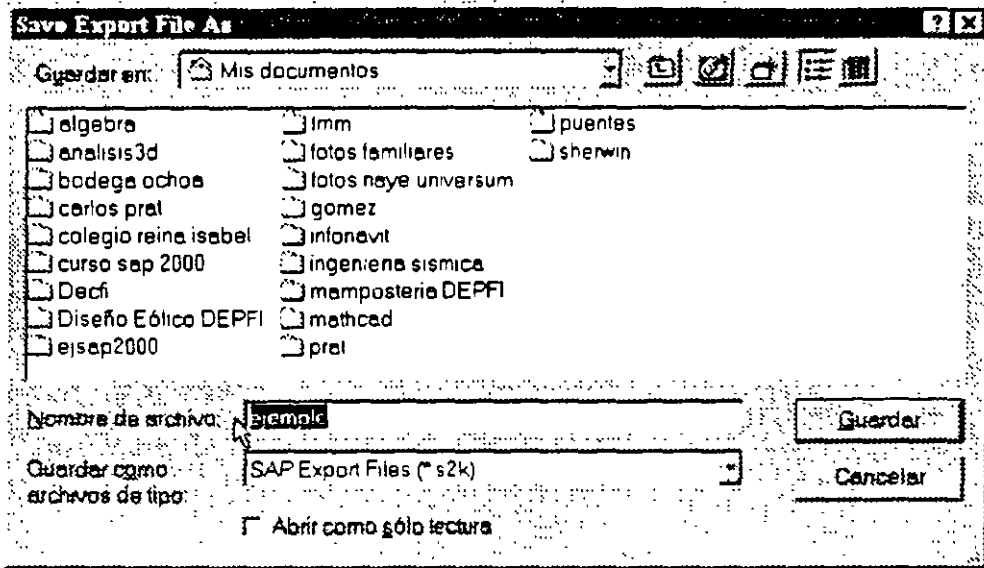 Save Export File As
Guardar en: Mis documentos
algebra
analisis3d
bodega ochoa
carlos prat
colegio reina isabel
curso sap 2000
Decfi
Diseño Eólico DEPFI
ejsap2000
fmm
fotos familiares
fotos naye universum
gomez
infonavit
ingenieria sismica
mamposteria DEPFI
mathcad
prat
puentes
sherwin
Nombre de archivo: ejemplo
Guardar
Guardar como archivos de tipo: SAP Export Files (*.s2k)
Cancelar
Abrir como sólo lectura